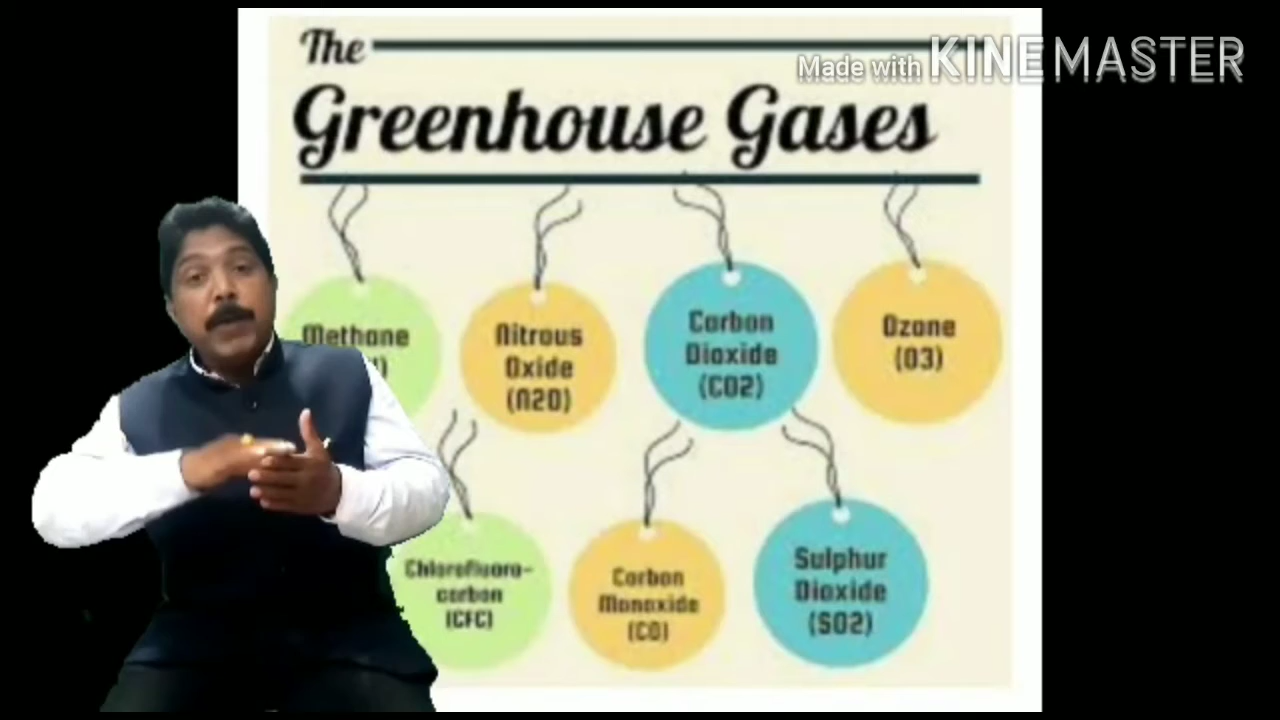 The
Made with KINEMASTER
Greenhouse Gases
Methane
Nitrous
Oxide
(N2O)
Carbon
Dioxide
(CO2)
Ozone
(O3)
Chlorofluoro-
carbon
(CFC)
Carbon
Monoxide
(CO)
Sulphur
Dioxide
(SO2)